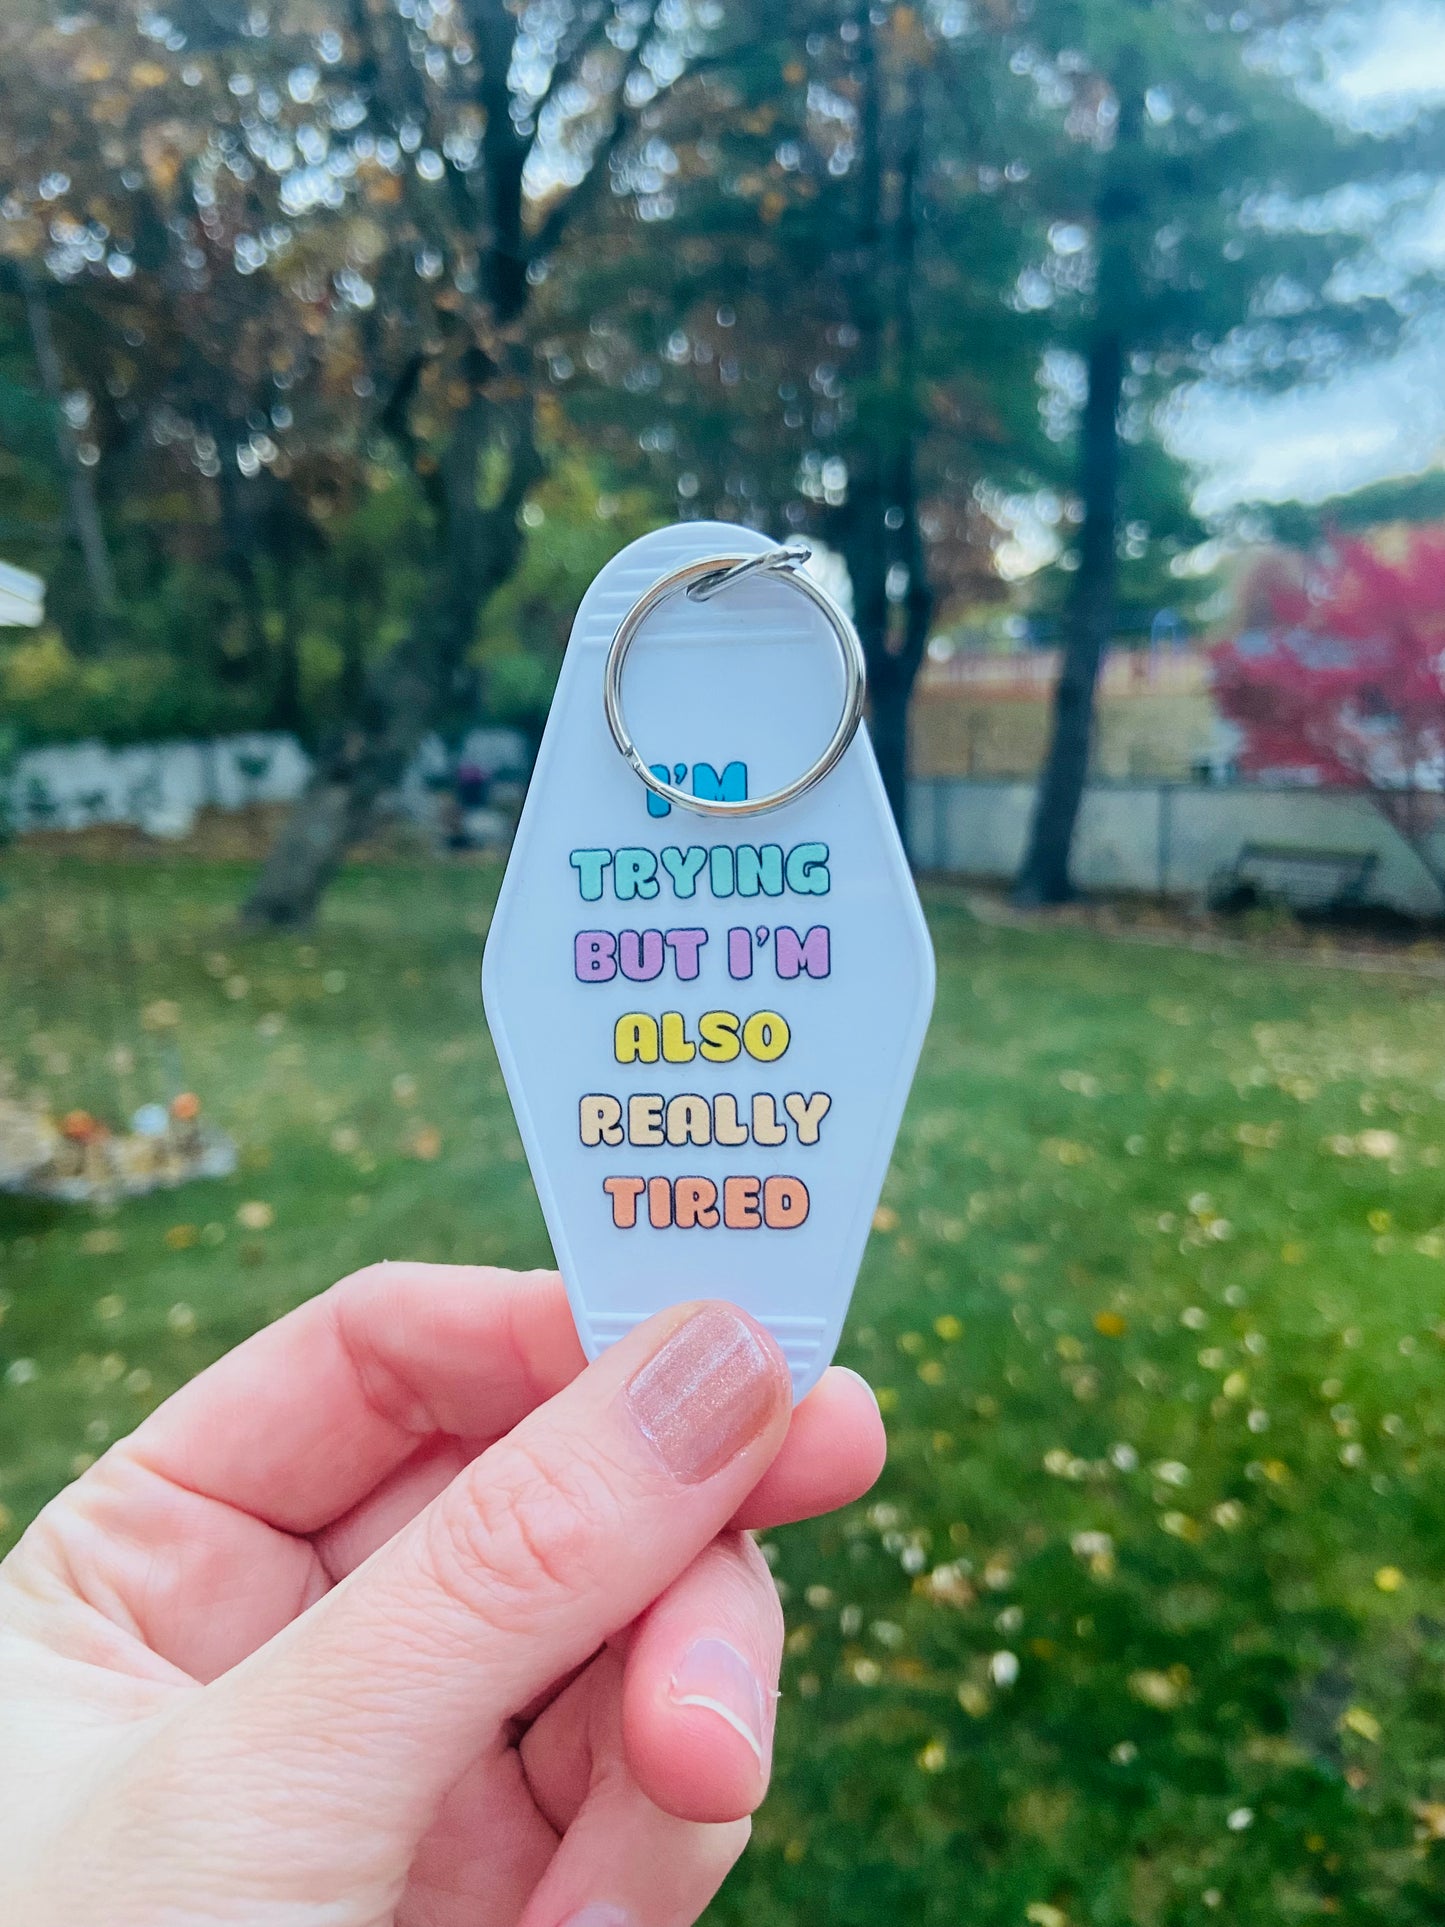 I'M
TRYING
BUT I'M
ALSO
REALLY
TIRED